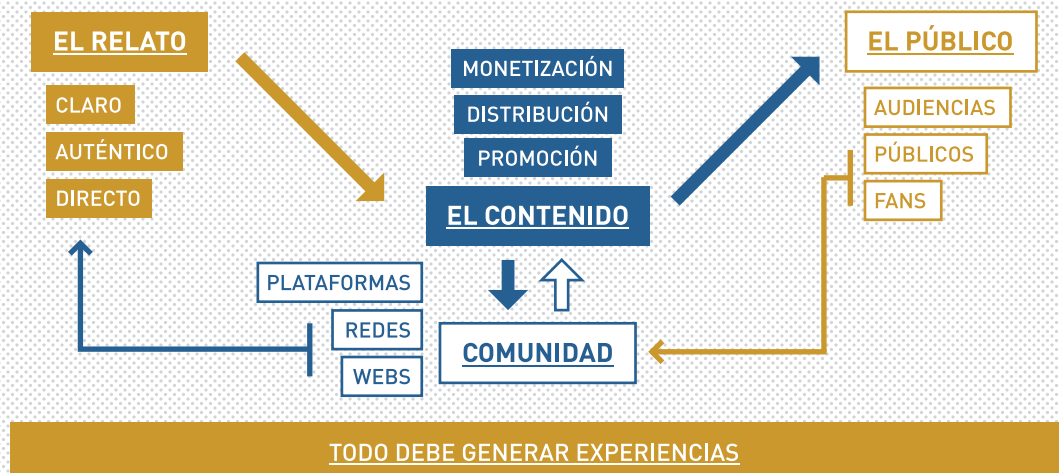 EL RELATO
CLARO
AUTÉNTICO
DIRECTO
MONETIZACIÓN
DISTRIBUCIÓN
PROMOCIÓN
EL CONTENIDO
EL PÚBLICO
AUDIENCIAS
PÚBLICOS
FANS
PLATAFORMAS
REDES
WEBS
COMUNIDAD
TODO DEBE GENERAR EXPERIENCIAS